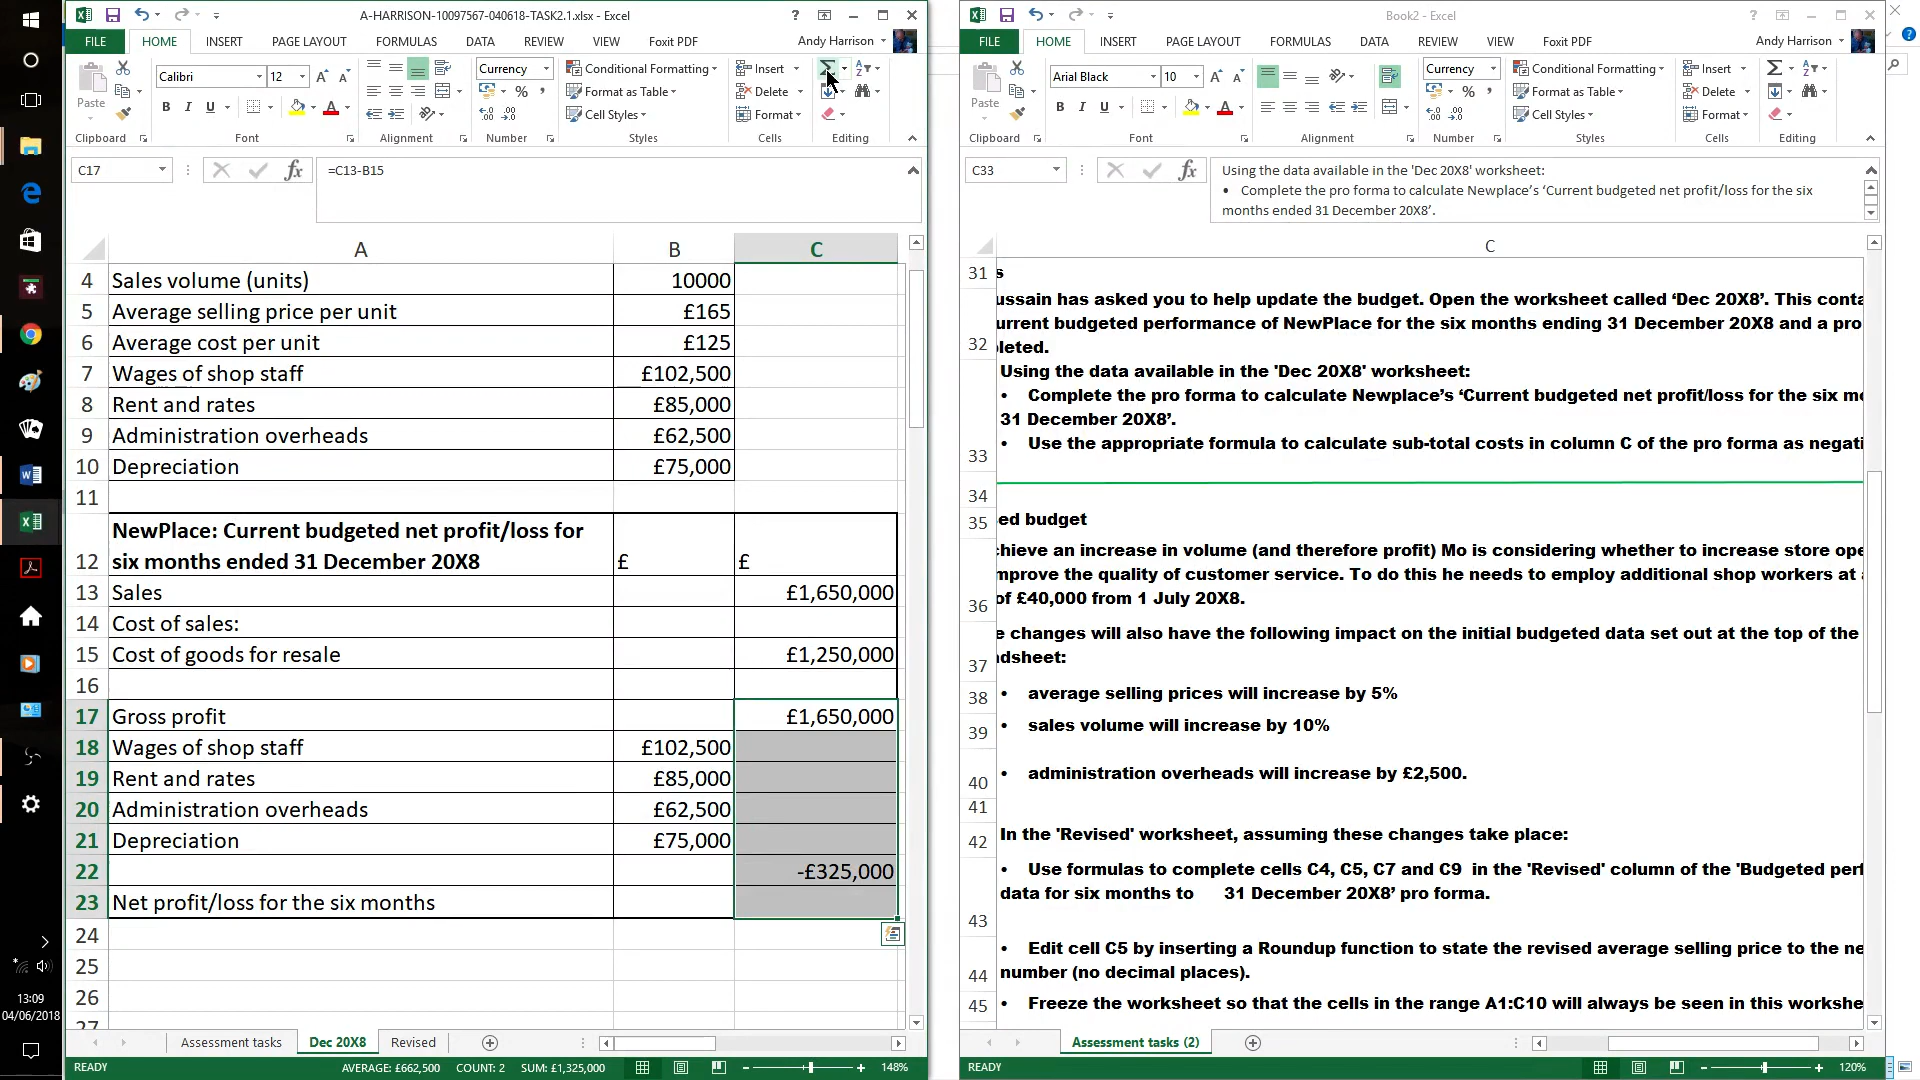 A-HARRISON-10097567-040618-TASK2.1.xlsx - Excel
FILE HOME INSERT PAGE LAYOUT FORMULAS DATA REVIEW VIEW Foxit PDF Andy Harrison
Calibri 12 Currency Conditional Formatting Insert
Paste B I U Format as Table Delete
Cell Styles Format
Clipboard Font Alignment Number Styles Cells Editing
C17 fx =C13-B15
A B C
4 Sales volume (units) 10000
5 Average selling price per unit £165
6 Average cost per unit £125
7 Wages of shop staff £102,500
8 Rent and rates £85,000
9 Administration overheads £62,500
10 Depreciation £75,000
11
NewPlace: Current budgeted net profit/loss for
12 six months ended 31 December 20X8 £ £
13 Sales £1,650,000
14 Cost of sales:
15 Cost of goods for resale £1,250,000
16
17 Gross profit £1,650,000
18 Wages of shop staff £102,500
19 Rent and rates £85,000
20 Administration overheads £62,500
21 Depreciation £75,000
22 -£325,000
23 Net profit/loss for the six months
24
25
26
27
Assessment tasks Dec 20X8 Revised
READY AVERAGE: £662,500 COUNT: 2 SUM: £1,325,000 148%
13:09
04/06/2018
Book2 - Excel
FILE HOME INSERT PAGE LAYOUT FORMULAS DATA REVIEW VIEW Foxit PDF Andy Harrison
Arial Black 10 Currency Conditional Formatting Insert
Paste B I U Format as Table Delete
Cell Styles Format
Clipboard Font Alignment Number Styles Cells Editing
C33 fx Using the data available in the 'Dec 20X8' worksheet:
• Complete the pro forma to calculate Newplace's ‘Current budgeted net profit/loss for the six
months ended 31 December 20X8’.
C
31 s
ussain has asked you to help update the budget. Open the worksheet called ‘Dec 20X8’. This conta
urrent budgeted performance of NewPlace for the six months ending 31 December 20X8 and a pro
32 leted.
Using the data available in the 'Dec 20X8' worksheet:
• Complete the pro forma to calculate Newplace’s ‘Current budgeted net profit/loss for the six mo
31 December 20X8’.
33 • Use the appropriate formula to calculate sub-total costs in column C of the pro forma as negati
34
35 ed budget
chieve an increase in volume (and therefore profit) Mo is considering whether to increase store ope
mprove the quality of customer service. To do this he needs to employ additional shop workers at a
36 of £40,000 from 1 July 20X8.
e changes will also have the following impact on the initial budgeted data set out at the top of the
37 adsheet:
38 • average selling prices will increase by 5%
39 • sales volume will increase by 10%
40 • administration overheads will increase by £2,500.
41
42 In the 'Revised' worksheet, assuming these changes take place:
• Use formulas to complete cells C4, C5, C7 and C9 in the 'Revised' column of the 'Budgeted perf
data for six months to 31 December 20X8’ pro forma.
43
• Edit cell C5 by inserting a Roundup function to state the revised average selling price to the ne
44 number (no decimal places).
45 • Freeze the worksheet so that the cells in the range A1:C10 will always be seen in this workshe
Assessment tasks (2)
READY 120%